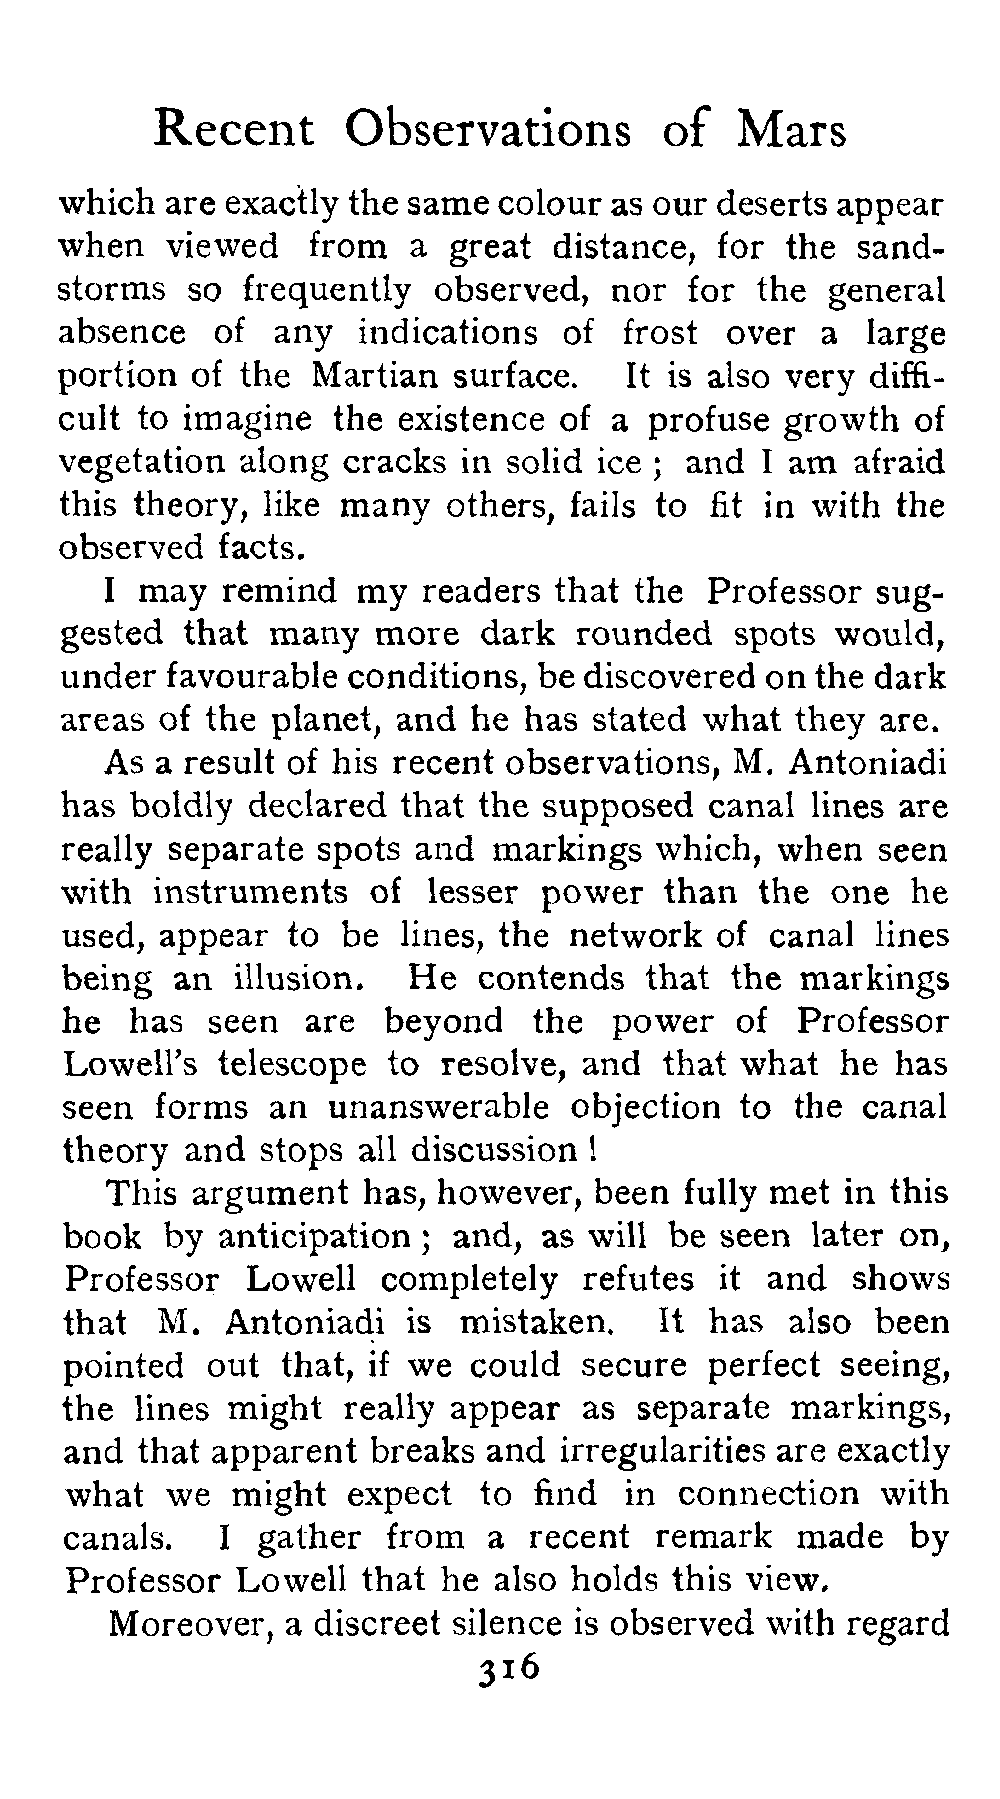 Recent Observations of Mars
which are exactly the same colour as our deserts appear
when viewed from a great distance, for the sand-
storms so frequently observed, nor for the general
absence of any indications of frost over a large
portion of the Martian surface. It is also very diffi-
cult to imagine the existence of a profuse growth of
vegetation along cracks in solid ice ; and I am afraid
this theory, like many others, fails to fit in with the
observed facts.
I may remind my readers that the Professor sug-
gested that many more dark rounded spots would,
under favourable conditions, be discovered on the dark
areas of the planet, and he has stated what they are.
As a result of his recent observations, M. Antoniadi
has boldly declared that the supposed canal lines are
really separate spots and markings which, when seen
with instruments of lesser power than the one he
used, appear to be lines, the network of canal lines
being an illusion. He contends that the markings
he has seen are beyond the power of Professor
Lowell's telescope to resolve, and that what he has
seen forms an unanswerable objection to the canal
theory and stops all discussion !
This argument has, however, been fully met in this
book by anticipation ; and, as will be seen later on,
Professor Lowell completely refutes it and shows
that M. Antoniadi is mistaken. It has also been
pointed out that, if we could secure perfect seeing,
the lines might really appear as separate markings,
and that apparent breaks and irregularities are exactly
what we might expect to find in connection with
canals. I gather from a recent remark made by
Professor Lowell that he also holds this view.
Moreover, a discreet silence is observed with regard
316